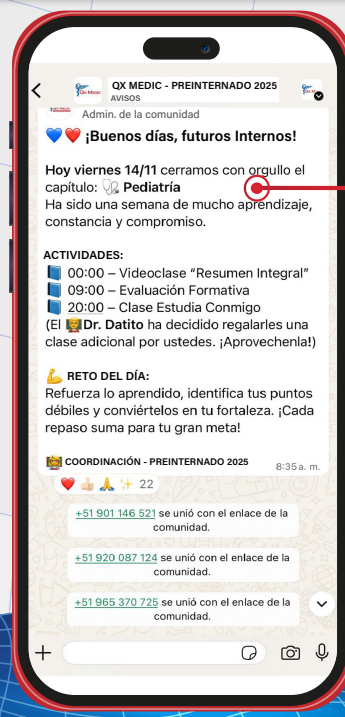 QX MEDIC - PREINTERNADO 2025
AVISOS
Qx Medic
Admin. de la comunidad
💙❤️ ¡Buenos días, futuros Internos!
Hoy viernes 14/11 cerramos con orgullo el
capítulo: 🩺 Pediatría
Ha sido una semana de mucho aprendizaje,
constancia y compromiso.
ACTIVIDADES:
📘 00:00 – Videoclase “Resumen Integral”
📘 09:00 – Evaluación Formativa
📘 20:00 – Clase Estudia Conmigo
(El Dr. Datito ha decidido regalarles una
clase adicional por ustedes. ¡Aprovechenla!)
💪 RETO DEL DÍA:
Refuerza lo aprendido, identifica tus puntos
débiles y conviértelos en tu fortaleza. ¡Cada
repaso suma para tu gran meta!
COORDINACIÓN - PREINTERNADO 2025
8:35 a. m.
❤️👍🏻🙏✨ 22
+51 901 146 521 se unió con el enlace de la
comunidad.
+51 920 087 124 se unió con el enlace de la
comunidad.
+51 965 370 725 se unió con el enlace de la
comunidad.